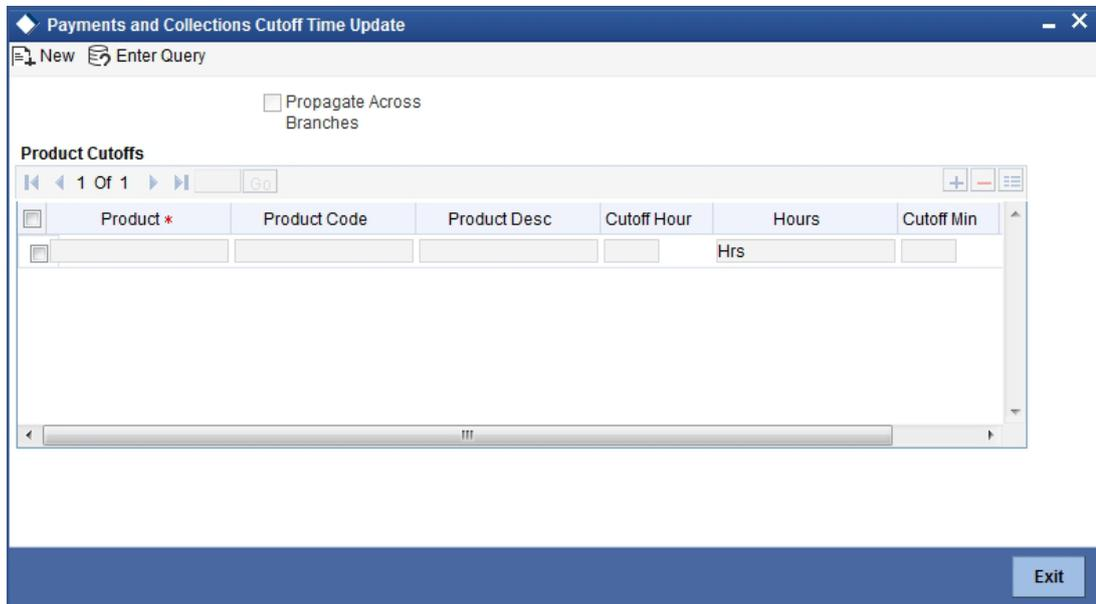 Payments and Collections Cutoff Time Update
New Enter Query
Propagate Across
Branches
Product Cutoffs
1 Of 1 Go
Product * Product Code Product Desc Cutoff Hour Hours Cutoff Min
Hrs
Exit